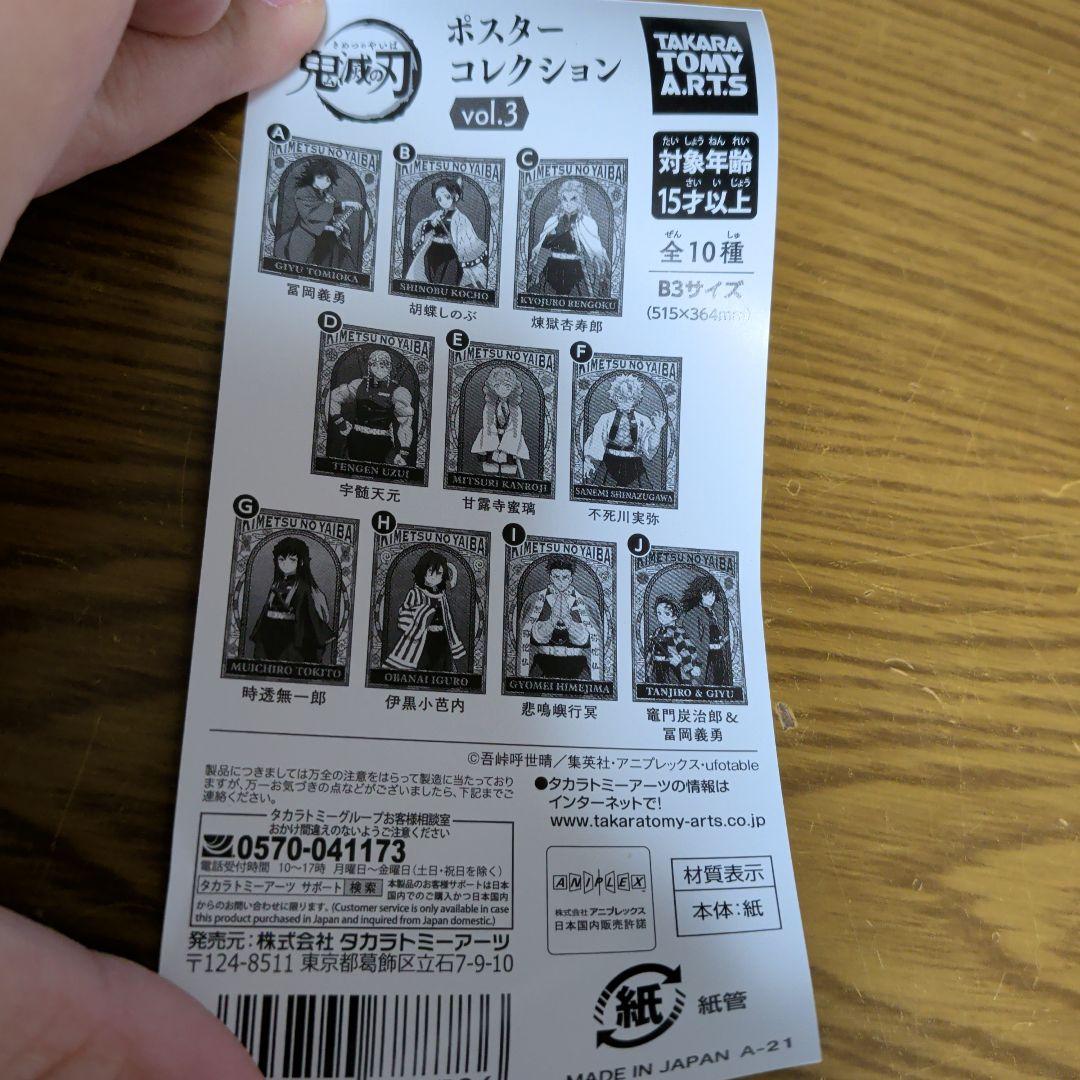 きめつのやいば
鬼滅の刃
ポスター
コレクション
vol.3
TAKARA
TOMY
A.R.T.S
たいしょうねんれい
対象年齢
さいいじょう
15才以上
ぜん しゅ
全10種
B3サイズ
(515×364mm)
A
KIMETSU NO YAIBA
GIYU TOMIOKA
冨岡義勇
B
KIMETSU NO YAIBA
SHINOBU KOCHO
胡蝶しのぶ
C
KIMETSU NO YAIBA
KYOJURO RENGOKU
煉獄杏寿郎
D
KIMETSU NO YAIBA
TENGEN UZUI
宇髄天元
E
KIMETSU NO YAIBA
MITSURI KANROJI
甘露寺蜜璃
F
KIMETSU NO YAIBA
SANEMI SHINAZUGAWA
不死川実弥
G
KIMETSU NO YAIBA
MUICHIRO TOKITO
時透無一郎
H
KIMETSU NO YAIBA
OBANAI IGURO
伊黒小芭内
I
KIMETSU NO YAIBA
GYOMEI HIMEJIMA
悲鳴嶼行冥
J
KIMETSU NO YAIBA
TANJIRO & GIYU
竈門炭治郎&
冨岡義勇
©吾峠呼世晴／集英社・アニプレックス・ufotable
製品につきましては万全の注意をはらって製造に当たっており
ますが、万一お気づきの点などがございましたら、下記までご
連絡ください。
タカラトミーグループお客様相談室
おかけ間違えのないようご注意ください
0570-041173
電話受付時間 10～17時 月曜日～金曜日(土日・祝日を除く)
タカラトミーアーツ サポート 検索 本製品のお客様サポートは日本
国内でのご購入かつ日本国内
からのお問い合わせに限ります。(Customer service is only available in case
this product purchased in Japan and inquired from Japan domestic.)
発売元：株式会社 タカラトミーアーツ
〒124-8511 東京都葛飾区立石7-9-10
●タカラトミーアーツの情報は
インターネットで!
www.takaratomy-arts.co.jp
ANIPLEX
株式会社 アニプレックス
日本国内販売許諾
材質表示
本体：紙
紙
紙管
MADE IN JAPAN A-21